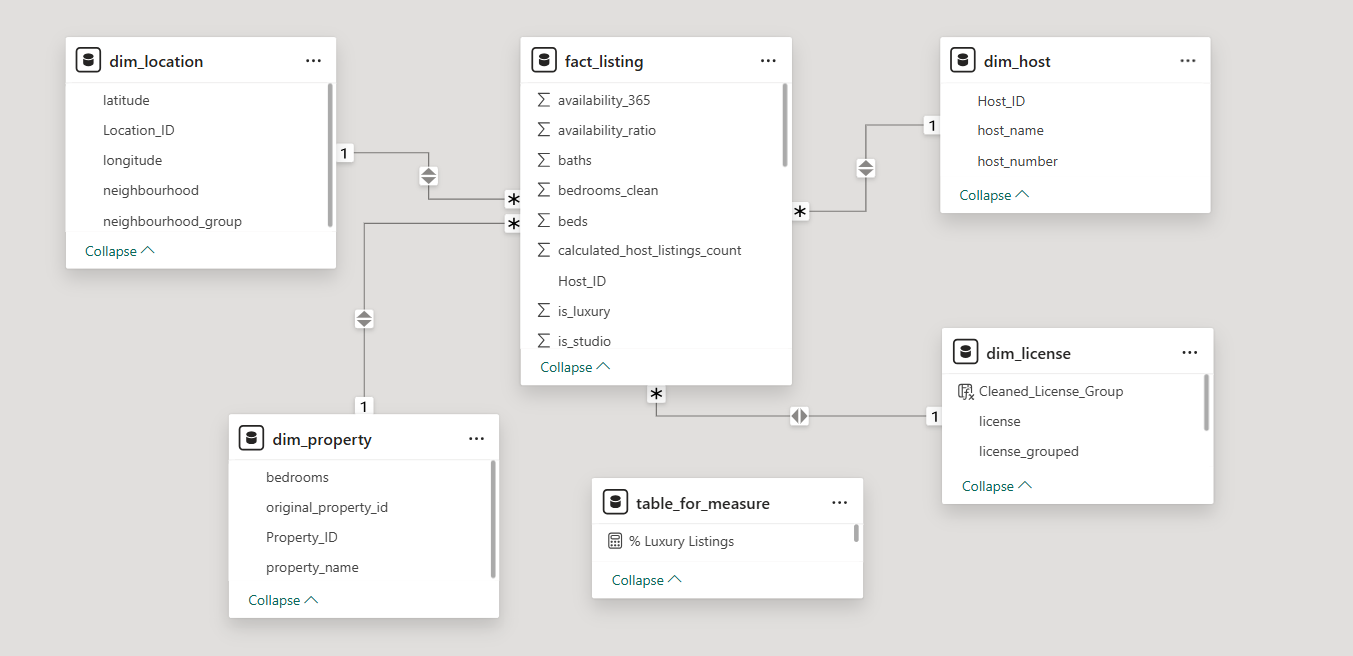 dim_location
latitude
Location_ID
longitude
neighbourhood
neighbourhood_group
Collapse
1
*
fact_listing
availability_365
availability_ratio
baths
bedrooms_clean
beds
calculated_host_listings_count
Host_ID
is_luxury
is_studio
Collapse
dim_host
Host_ID
host_name
host_number
Collapse
1
*
*
1
dim_property
bedrooms
original_property_id
Property_ID
property_name
Collapse
*
1
dim_license
Cleaned_License_Group
license
license_grouped
Collapse
table_for_measure
% Luxury Listings
Collapse